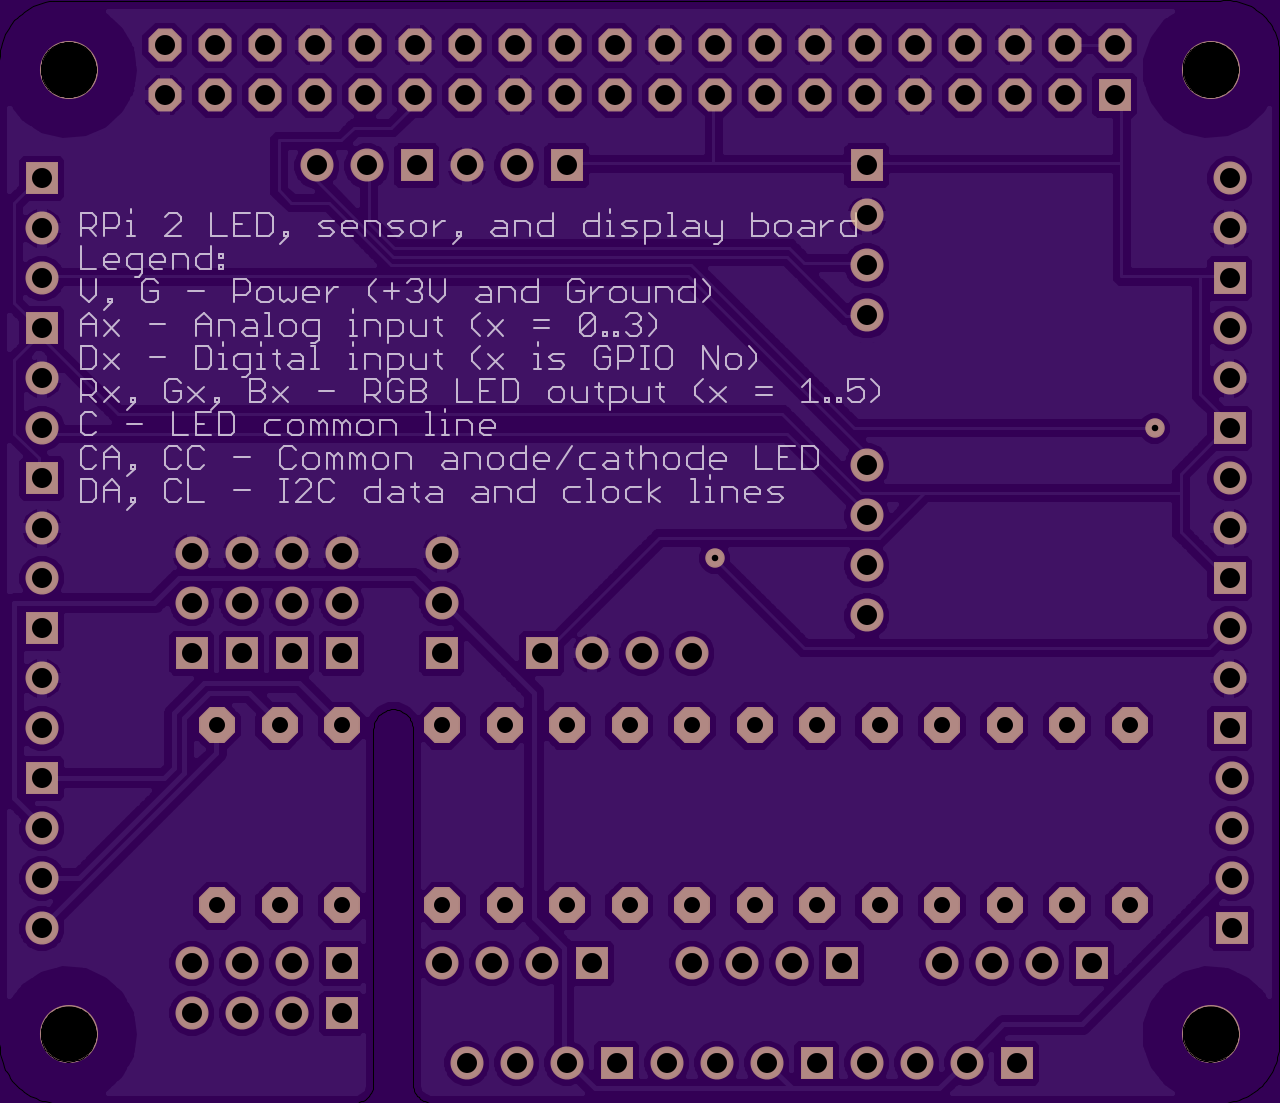 RPi 2 LED, sensor, and display board
Legend:
V, G - Power (+3V and Ground)
Ax - Analog input (x = 0..3)
Dx - Digital input (x is GPIO No)
Rx, Gx, Bx - RGB LED output (x = 1..5)
C - LED common line
CA, CC - Common anode/cathode LED
DA, CL - I2C data and clock lines